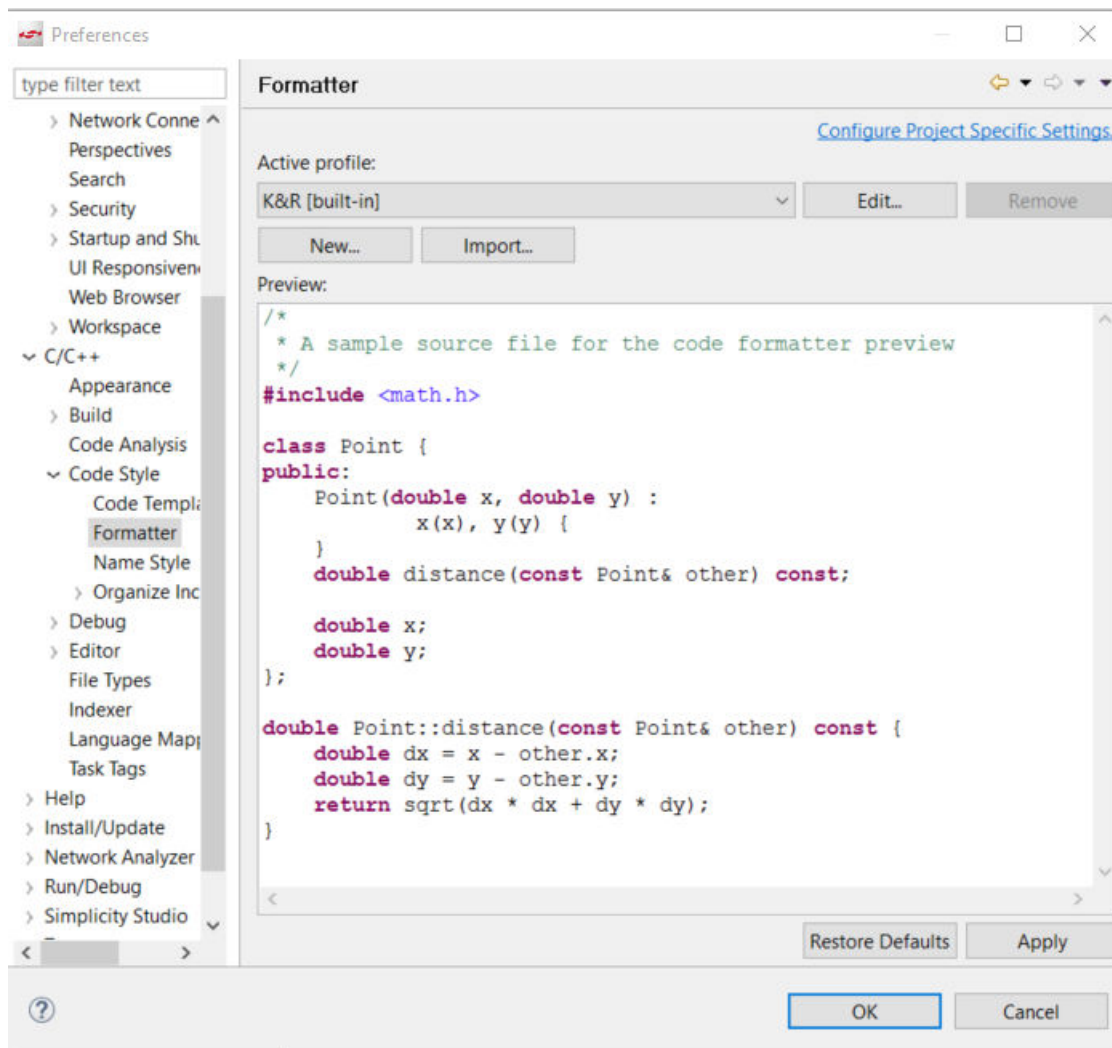 Preferences
type filter text
Network Conne
Perspectives
Search
Security
Startup and Shu
UI Responsiven
Web Browser
Workspace
C/C++
Appearance
Build
Code Analysis
Code Style
Code Templa
Formatter
Name Style
Organize Inc
Debug
Editor
File Types
Indexer
Language Mapp
Task Tags
Help
Install/Update
Network Analyzer
Run/Debug
Simplicity Studio
Formatter
Configure Project Specific Settings.
Active profile:
K&R [built-in]
Edit...
Remove
New...
Import...
Preview:
/*
 * A sample source file for the code formatter preview
 */
#include <math.h>
class Point {
public:
    Point(double x, double y) :
            x(x), y(y) {
    }
    double distance(const Point& other) const;
    double x;
    double y;
};
double Point::distance(const Point& other) const {
    double dx = x - other.x;
    double dy = y - other.y;
    return sqrt(dx * dx + dy * dy);
}
Restore Defaults
Apply
?
OK
Cancel